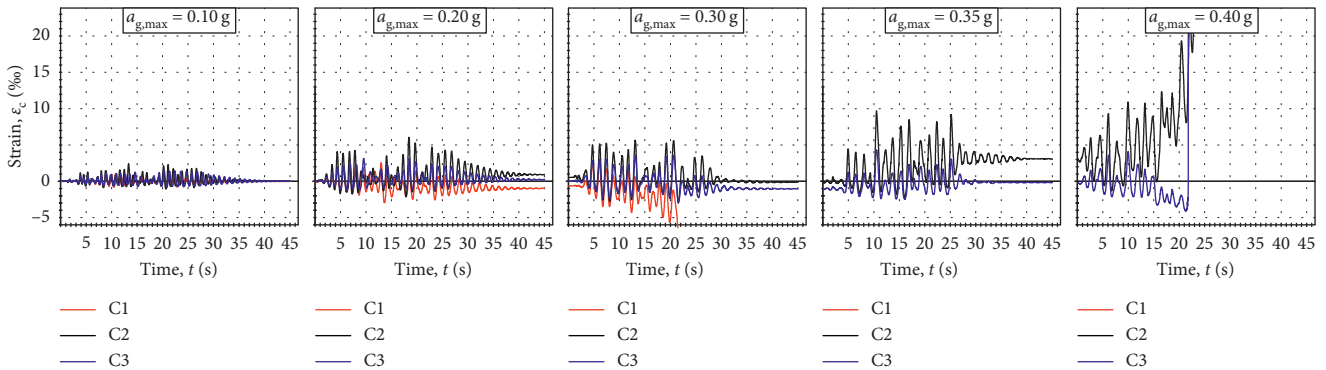 a_g,max = 0.10 g
a_g,max = 0.20 g
a_g,max = 0.30 g
a_g,max = 0.35 g
a_g,max = 0.40 g
Strain, ε_c (‰)
20
15
10
5
0
−5
5 10 15 20 25 30 35 40 45
5 10 15 20 25 30 35 40 45
5 10 15 20 25 30 35 40 45
5 10 15 20 25 30 35 40 45
5 10 15 20 25 30 35 40 45
Time, t (s)
Time, t (s)
Time, t (s)
Time, t (s)
Time, t (s)
C1
C2
C3
C1
C2
C3
C1
C2
C3
C1
C2
C3
C1
C2
C3